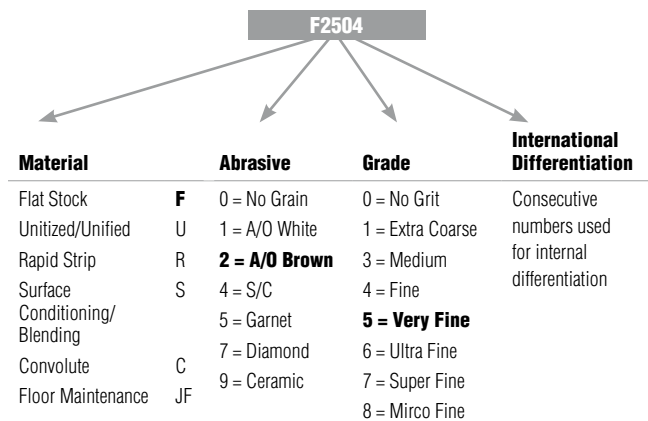 F2504
Material
Abrasive
Grade
International
Differentiation
Flat Stock F
Unitized/Unified U
Rapid Strip R
Surface S
Conditioning/
Blending
Convolute C
Floor Maintenance JF
0 = No Grain
1 = A/O White
2 = A/O Brown
4 = S/C
5 = Garnet
7 = Diamond
9 = Ceramic
0 = No Grit
1 = Extra Coarse
3 = Medium
4 = Fine
5 = Very Fine
6 = Ultra Fine
7 = Super Fine
8 = Mirco Fine
Consecutive
numbers used
for internal
differentiation